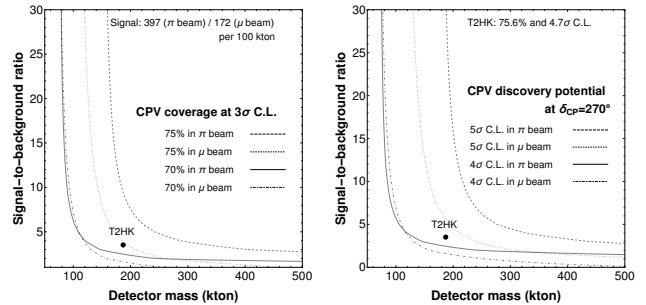 Signal: 397 (π beam) / 172 (μ beam)
per 100 kton
CPV coverage at 3σ C.L.
75% in π beam
75% in μ beam
70% in π beam
70% in μ beam
T2HK
30
25
20
15
10
5
100
200
300
400
500
Signal-to-background ratio
Detector mass (kton)
T2HK: 75.6% and 4.7σ C.L.
CPV discovery potential
at δCP=270°
5σ C.L. in π beam
5σ C.L. in μ beam
4σ C.L. in π beam
4σ C.L. in μ beam
T2HK
30
25
20
15
10
5
0
100
200
300
400
500
Signal-to-background ratio
Detector mass (kton)